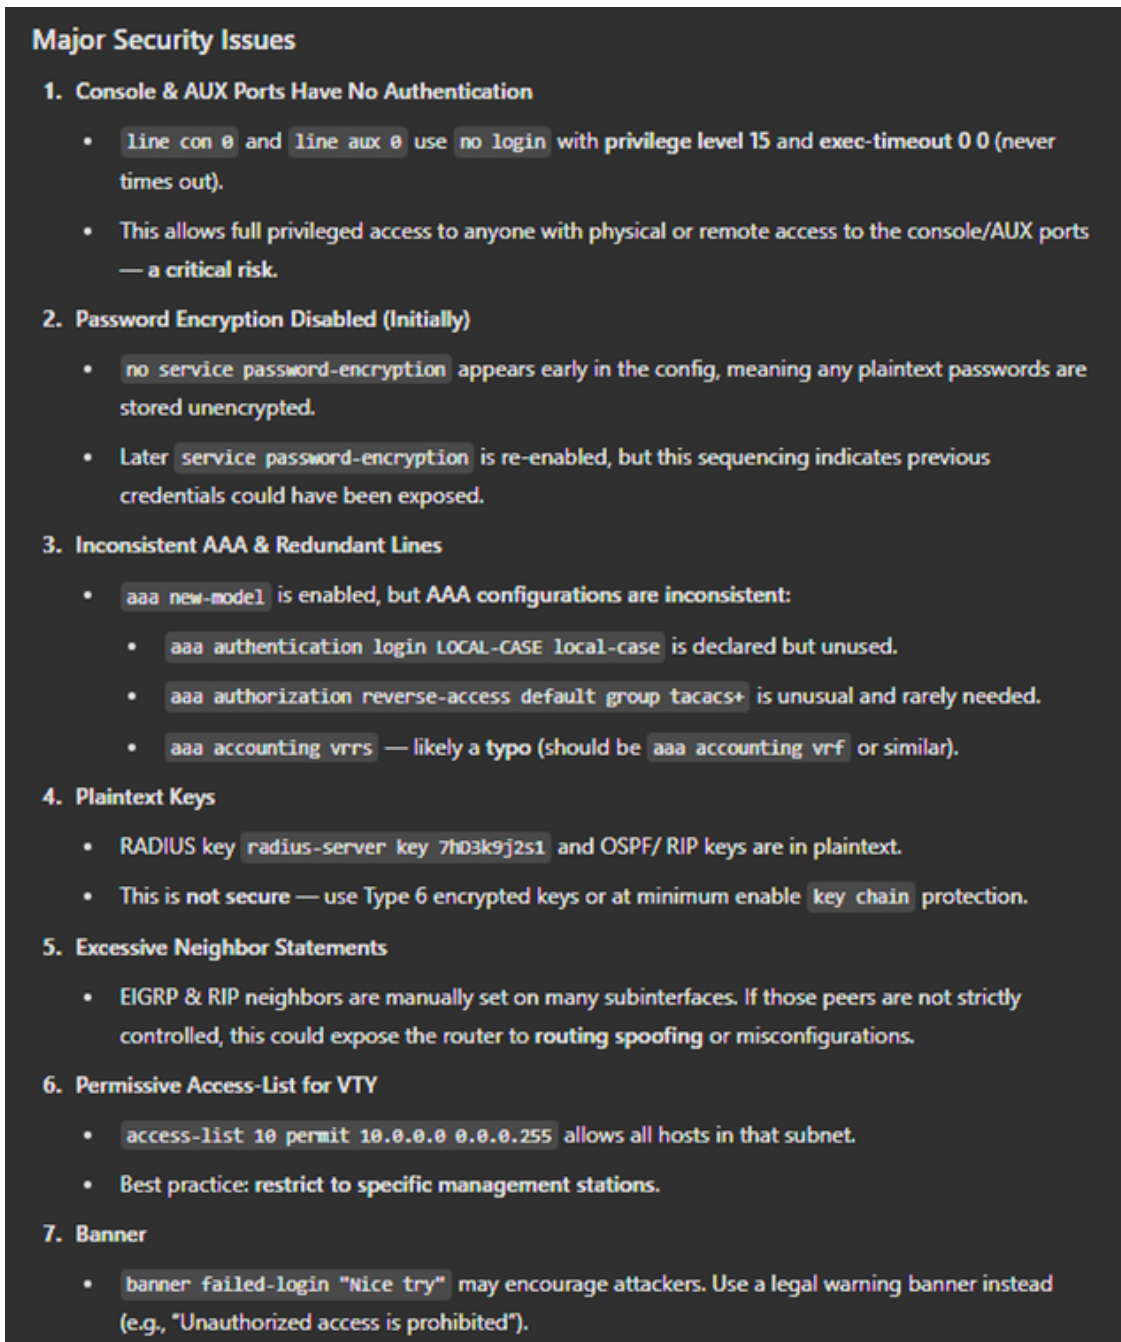 Major Security Issues
1. Console & AUX Ports Have No Authentication
• line con 0 and line aux 0 use no login with privilege level 15 and exec-timeout 0 0 (never
times out).
• This allows full privileged access to anyone with physical or remote access to the console/AUX ports
— a critical risk.
2. Password Encryption Disabled (Initially)
• no service password-encryption appears early in the config, meaning any plaintext passwords are
stored unencrypted.
• Later service password-encryption is re-enabled, but this sequencing indicates previous
credentials could have been exposed.
3. Inconsistent AAA & Redundant Lines
• aaa new-model is enabled, but AAA configurations are inconsistent:
• aaa authentication login LOCAL-CASE local-case is declared but unused.
• aaa authorization reverse-access default group tacacs+ is unusual and rarely needed.
• aaa accounting vrrs — likely a typo (should be aaa accounting vrf or similar).
4. Plaintext Keys
• RADIUS key radius-server key 7hD3k9j2s1 and OSPF/ RIP keys are in plaintext.
• This is not secure — use Type 6 encrypted keys or at minimum enable key chain protection.
5. Excessive Neighbor Statements
• EIGRP & RIP neighbors are manually set on many subinterfaces. If those peers are not strictly
controlled, this could expose the router to routing spoofing or misconfigurations.
6. Permissive Access-List for VTY
• access-list 10 permit 10.0.0.0 0.0.0.255 allows all hosts in that subnet.
• Best practice: restrict to specific management stations.
7. Banner
• banner failed-login "Nice try" may encourage attackers. Use a legal warning banner instead
(e.g., "Unauthorized access is prohibited").